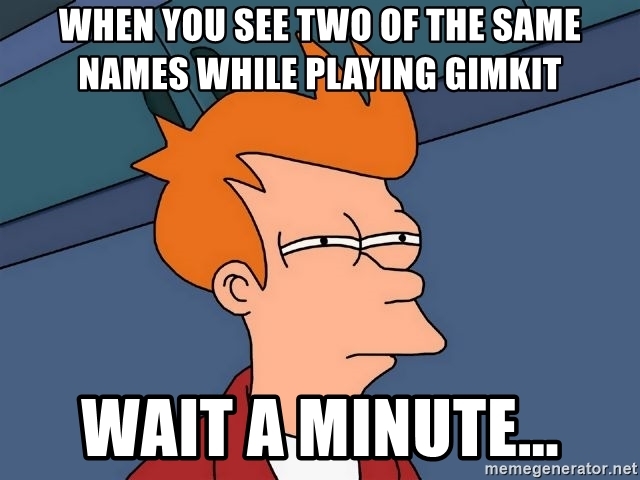 WHEN YOU SEE TWO OF THE SAME
NAMES WHILE PLAYING GIMKIT
WAIT A MINUTE...
memegenerator.net